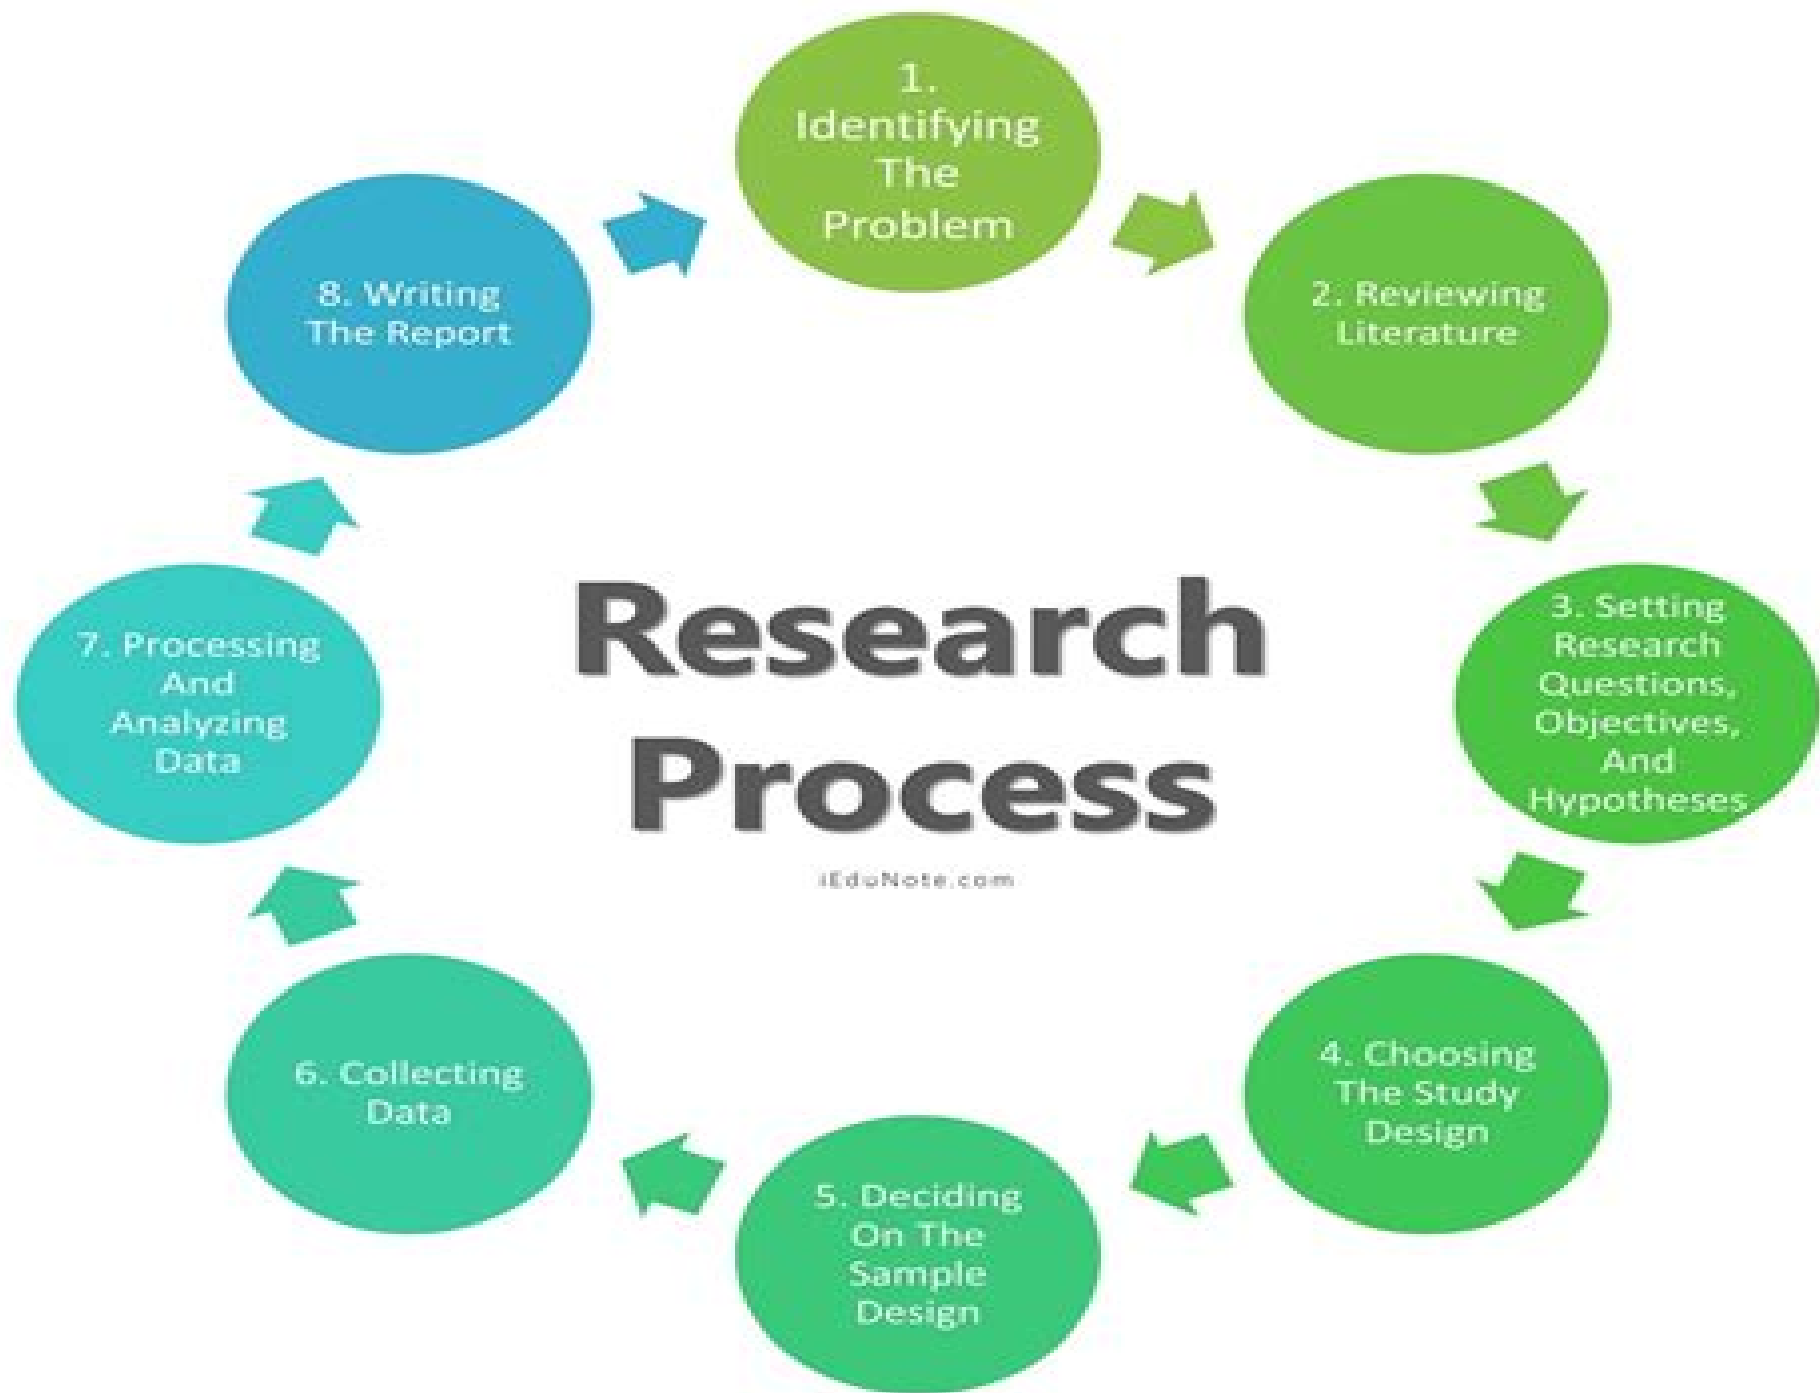 1.
Identifying
The
Problem
2. Reviewing
Literature
3. Setting
Research
Questions,
Objectives,
And
Hypotheses
4. Choosing
The Study
Design
5. Deciding
On The
Sample
Design
6. Collecting
Data
7. Processing
And
Analyzing
Data
8. Writing
The Report
Research
Process
iEduNote.com